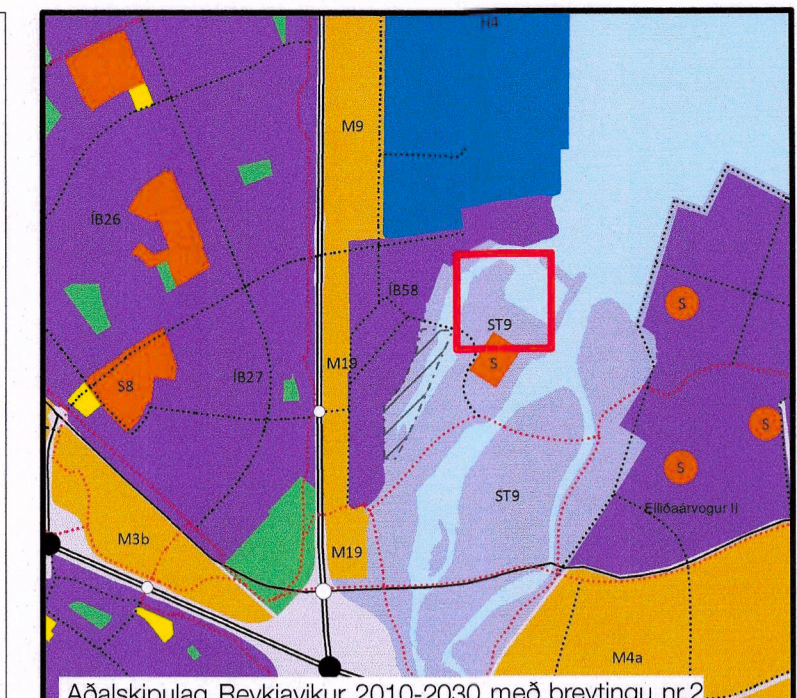 H4
M9
ÍB26
ÍB58
ST9
S
M19
S
S8
ÍB27
S
S
ST9
Elliðaárvogur II
M3b
M19
M4a
Aðalskipulag Reykjavíkur 2010-2030 með breytingu nr.2